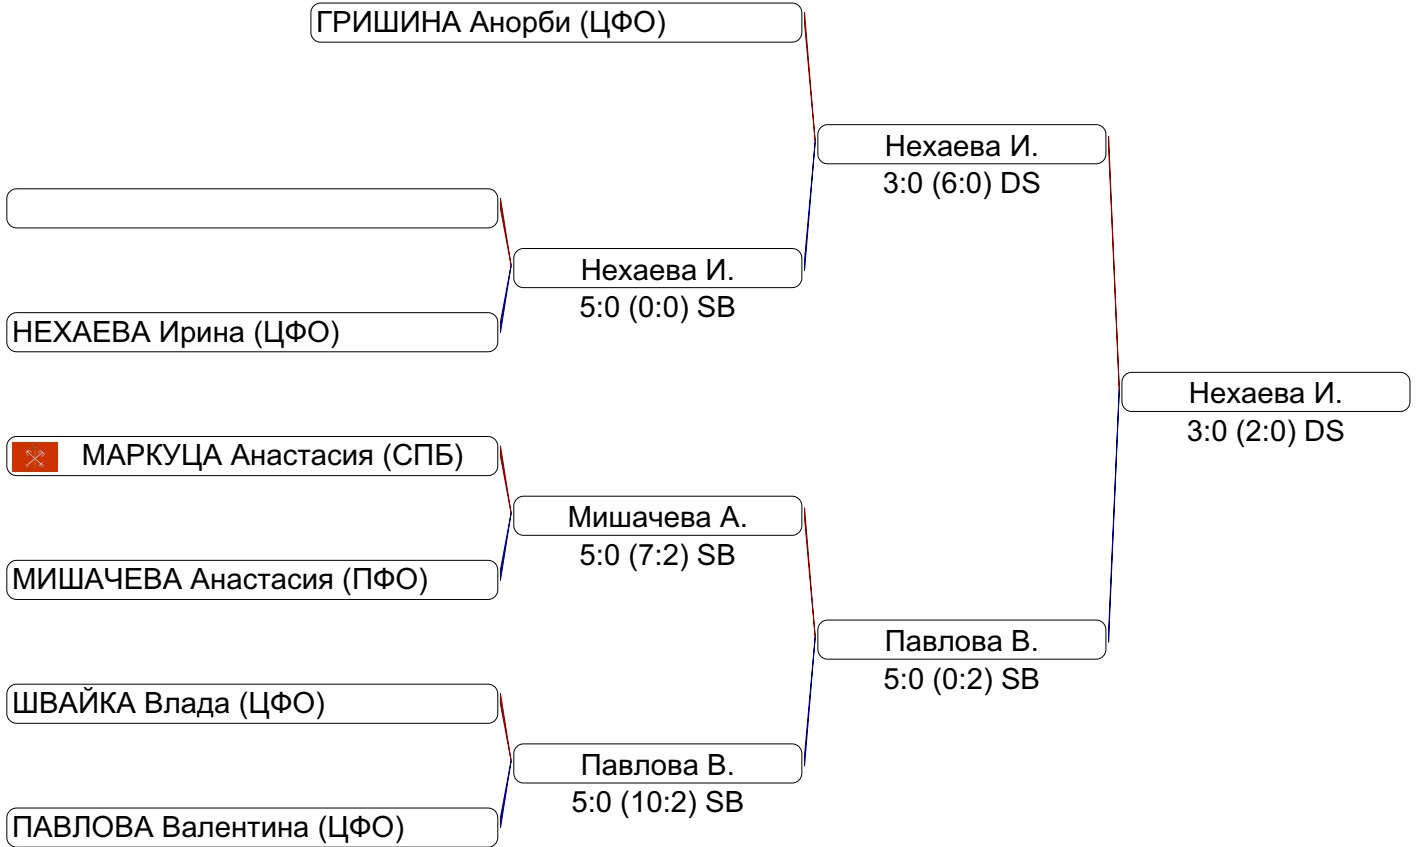 ГРИШИНА Анорби (ЦФО)
Нехаева И.
3:0 (6:0) DS
Нехаева И.
5:0 (0:0) SB
НЕХАЕВА Ирина (ЦФО)
Нехаева И.
3:0 (2:0) DS
МАРКУЦА Анастасия (СПБ)
Мишачева А.
5:0 (7:2) SB
МИШАЧЕВА Анастасия (ПФО)
Павлова В.
5:0 (0:2) SB
ШВАЙКА Влада (ЦФО)
Павлова В.
5:0 (10:2) SB
ПАВЛОВА Валентина (ЦФО)